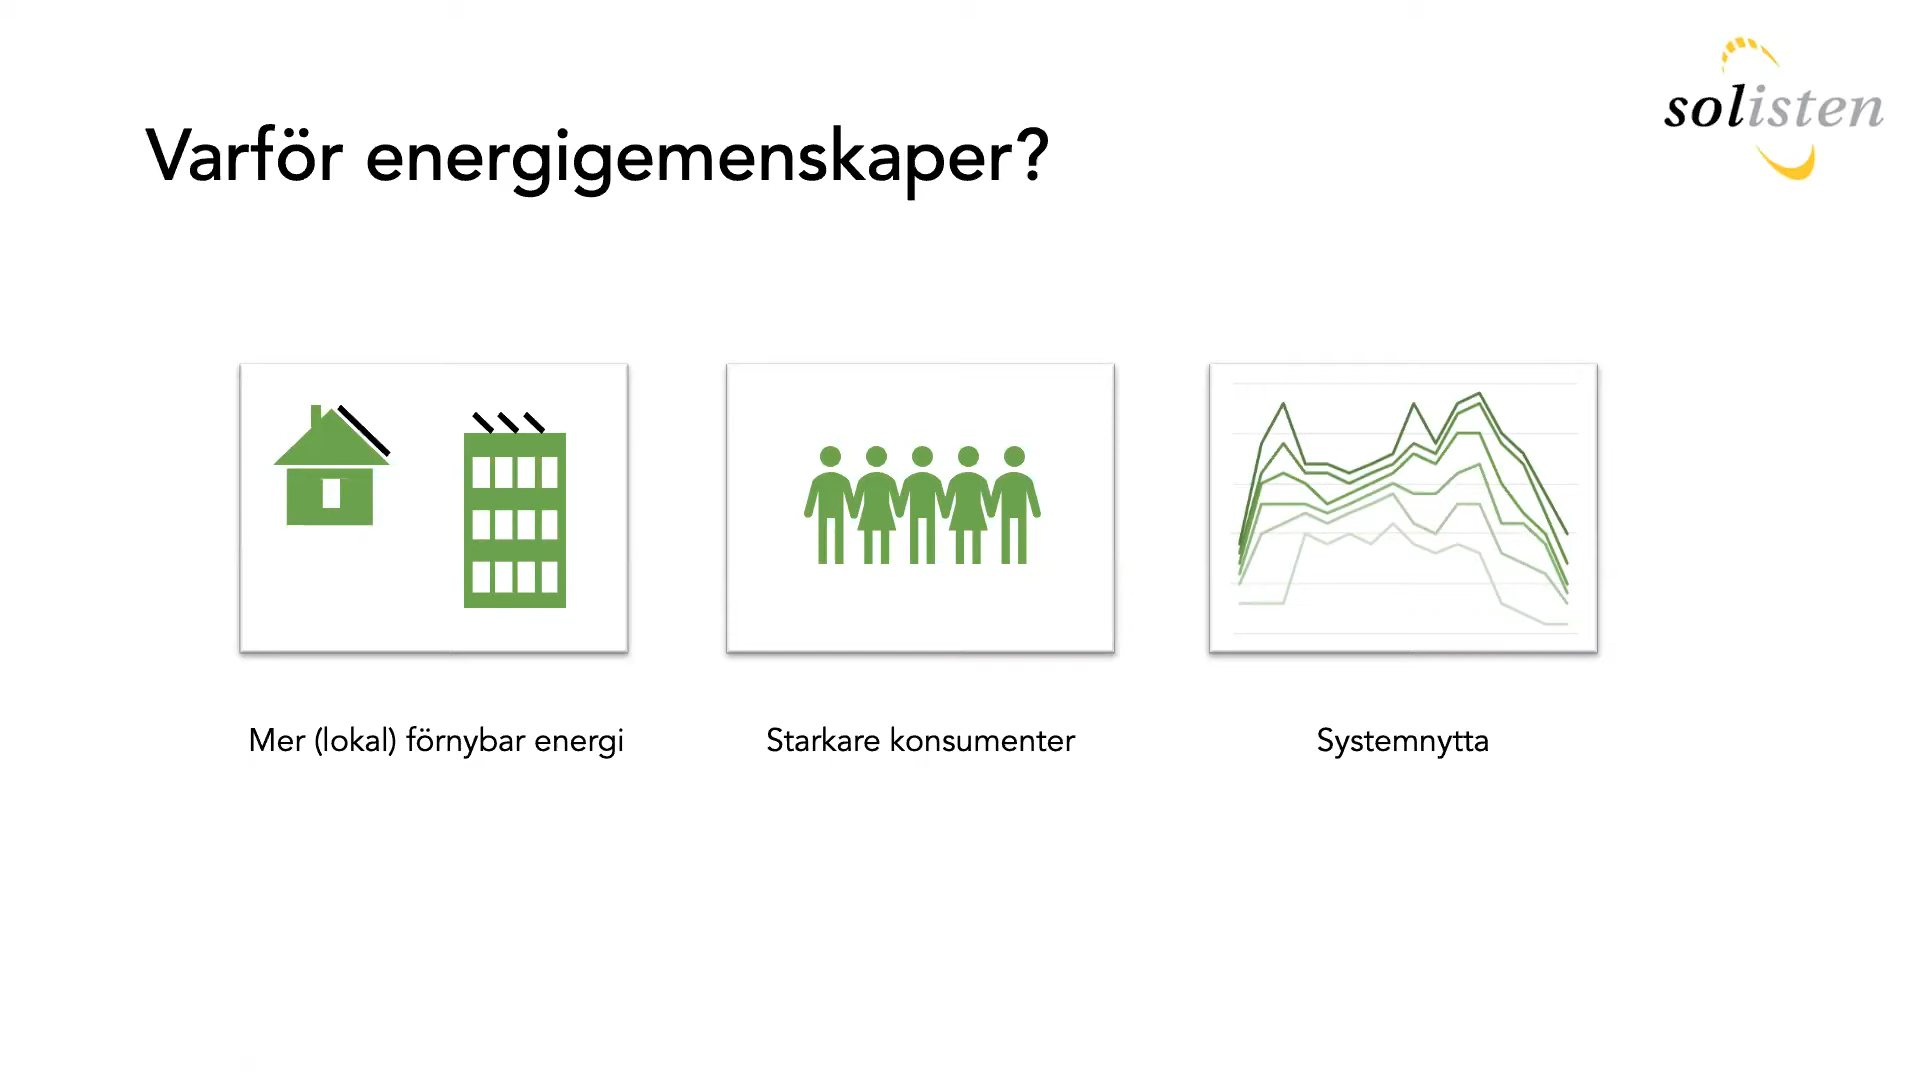 solisten
Varför energigemenskaper?
Mer (lokal) förnybar energi
Starkare konsumenter
Systemnytta